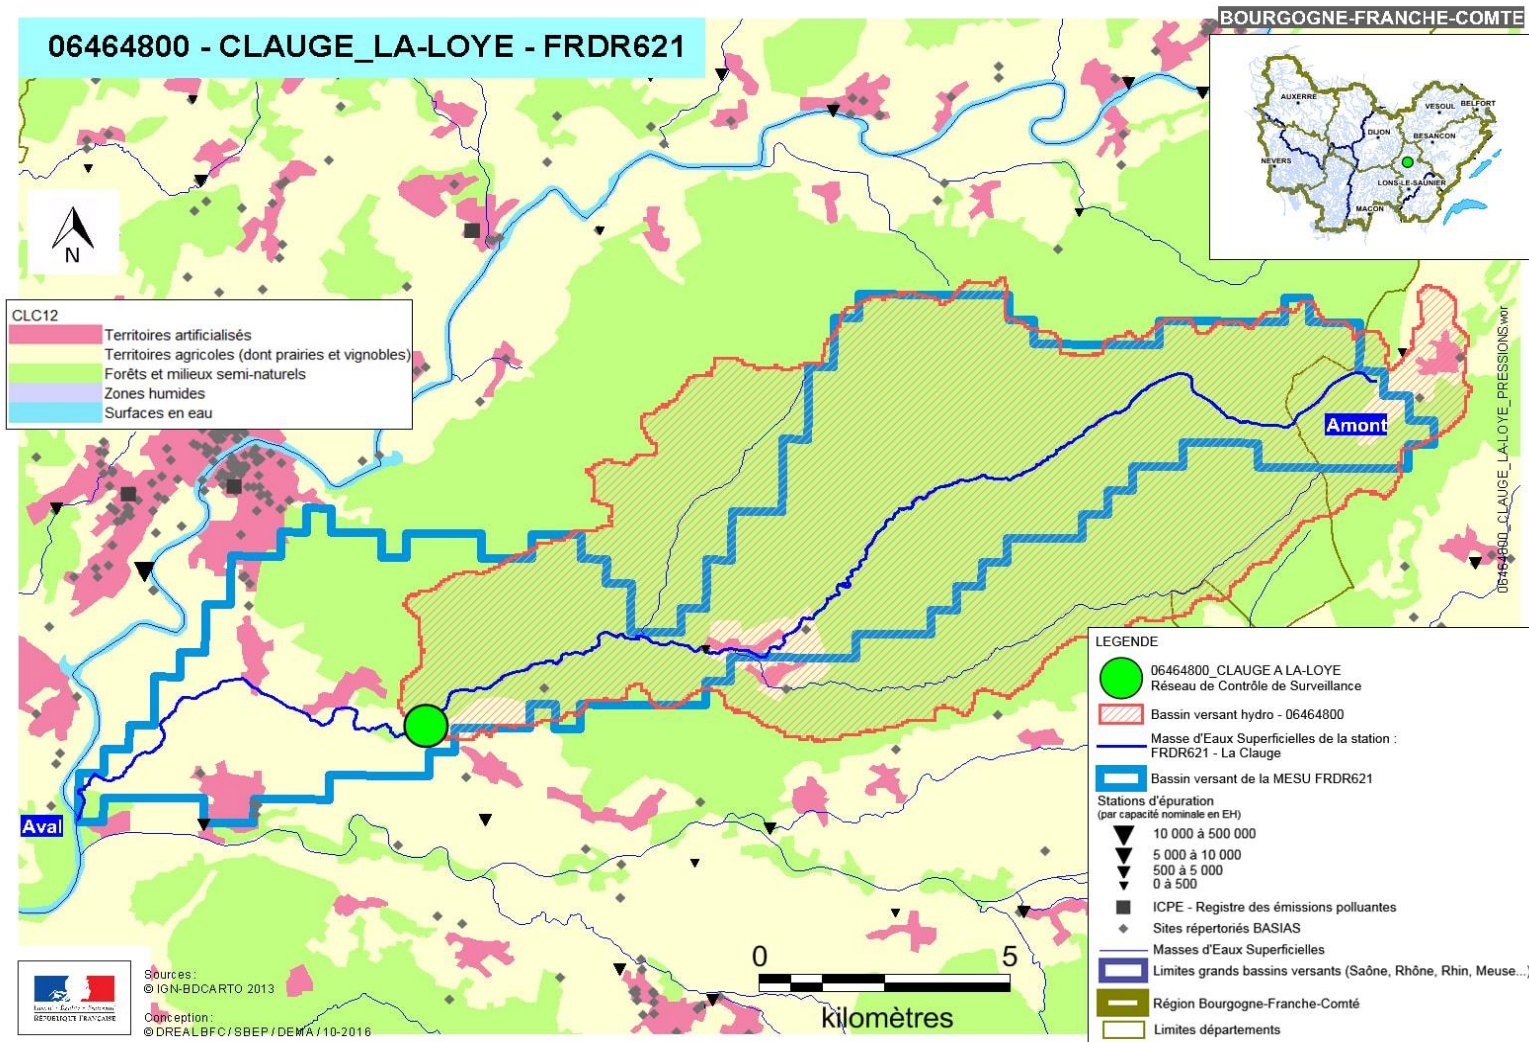 BOURGOGNE-FRANCHE-COMTE
06464800 - CLAUGE_LA-LOYE - FRDR621
AUXERRE
VESOUL
BELFORT
DIJON
BESANCON
NEVERS
LONS-LE-SAUNIER
MACON
N
CLC12
Territoires artificialisés
Territoires agricoles (dont prairies et vignobles)
Forêts et milieux semi-naturels
Zones humides
Surfaces en eau
06464800_CLAUGE_LA-LOYE_PRESSIONS.wor
Amont
Aval
LEGENDE
06464800_CLAUGE A LA-LOYE
Réseau de Contrôle de Surveillance
Bassin versant hydro - 06464800
Masse d'Eaux Superficielles de la station :
FRDR621 - La Clauge
Bassin versant de la MESU FRDR621
Stations d'épuration
(par capacité nominale en EH)
10 000 à 500 000
5 000 à 10 000
500 à 5 000
0 à 500
ICPE - Registre des émissions polluantes
Sites répertoriés BASIAS
Masses d'Eaux Superficielles
Limites grands bassins versants (Saône, Rhône, Rhin, Meuse...)
Région Bourgogne-Franche-Comté
Limites départements
0 5
kilomètres
Liberté • Égalité • Fraternité
RÉPUBLIQUE FRANÇAISE
Sources :
© IGN-BDCARTO 2013
Conception :
© DREAL BFC / SBEP / DEMA / 10-2016